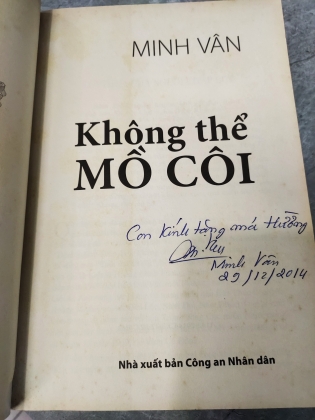 MINH VÂN
Không thể
MỒ CÔI
Con kính tặng má Hường
Minh Vân
29/12/2014
Nhà xuất bản Công an Nhân dân